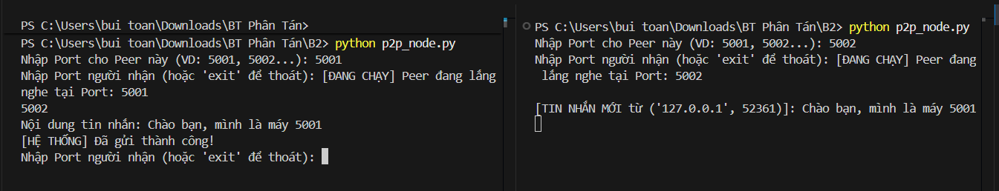 PS C:\Users\bui toan\Downloads\BT Phân Tán>
PS C:\Users\bui toan\Downloads\BT Phân Tán\B2> python p2p_node.py
Nhập Port cho Peer này (VD: 5001, 5002...): 5001
Nhập Port người nhận (hoặc 'exit' để thoát): [ĐANG CHẠY] Peer đang lắng
nghe tại Port: 5001
5002
Nội dung tin nhắn: Chào bạn, mình là máy 5001
[HỆ THỐNG] Đã gửi thành công!
Nhập Port người nhận (hoặc 'exit' để thoát):
PS C:\Users\bui toan\Downloads\BT Phân Tán\B2> python p2p_node.py
Nhập Port cho Peer này (VD: 5001, 5002...): 5002
Nhập Port người nhận (hoặc 'exit' để thoát): [ĐANG CHẠY] Peer đang
lắng nghe tại Port: 5002
[TIN NHẮN MỚI từ ('127.0.0.1', 52361)]: Chào bạn, mình là máy 5001